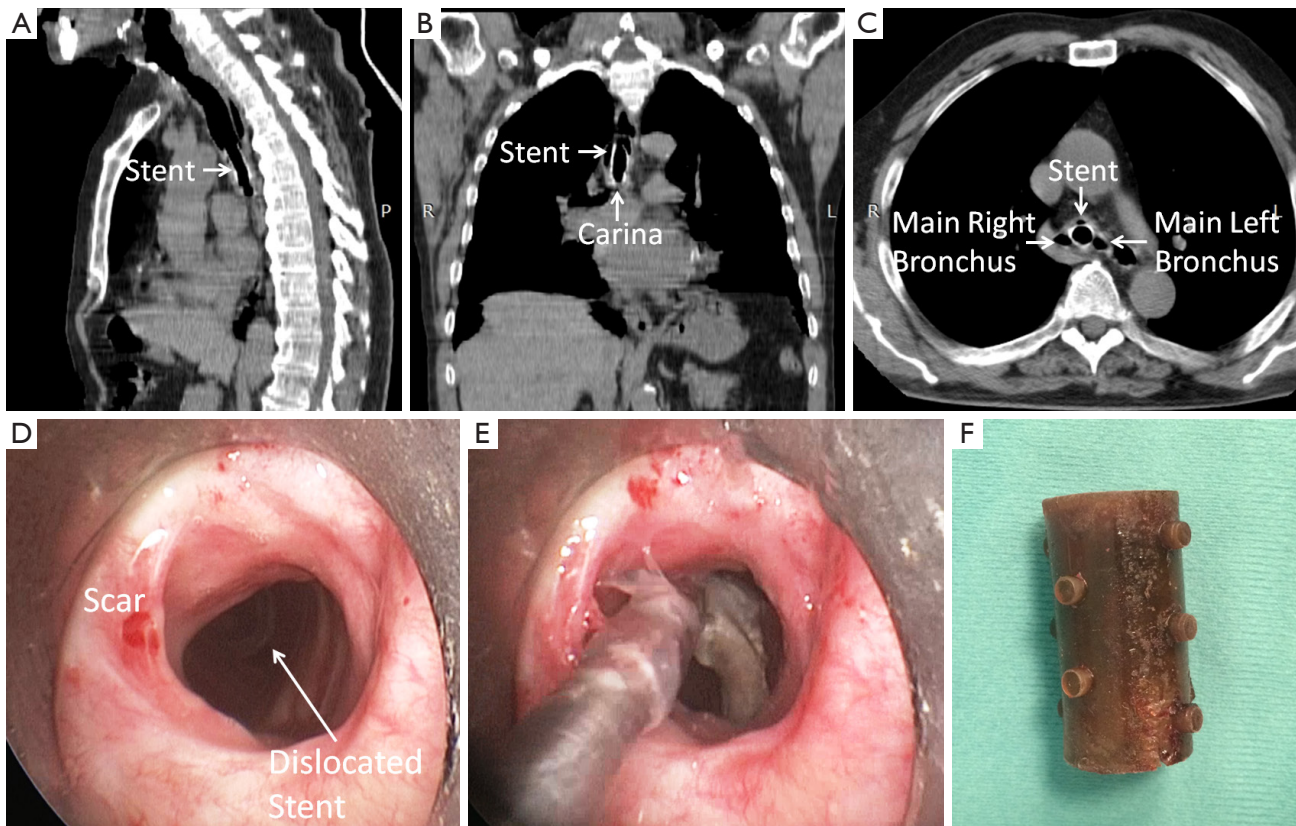 A
Stent
P
B
Stent
Carina
R
L
C
Stent
Main Right
Bronchus
Main Left
Bronchus
R
L
D
Scar
Dislocated
Stent
E
F